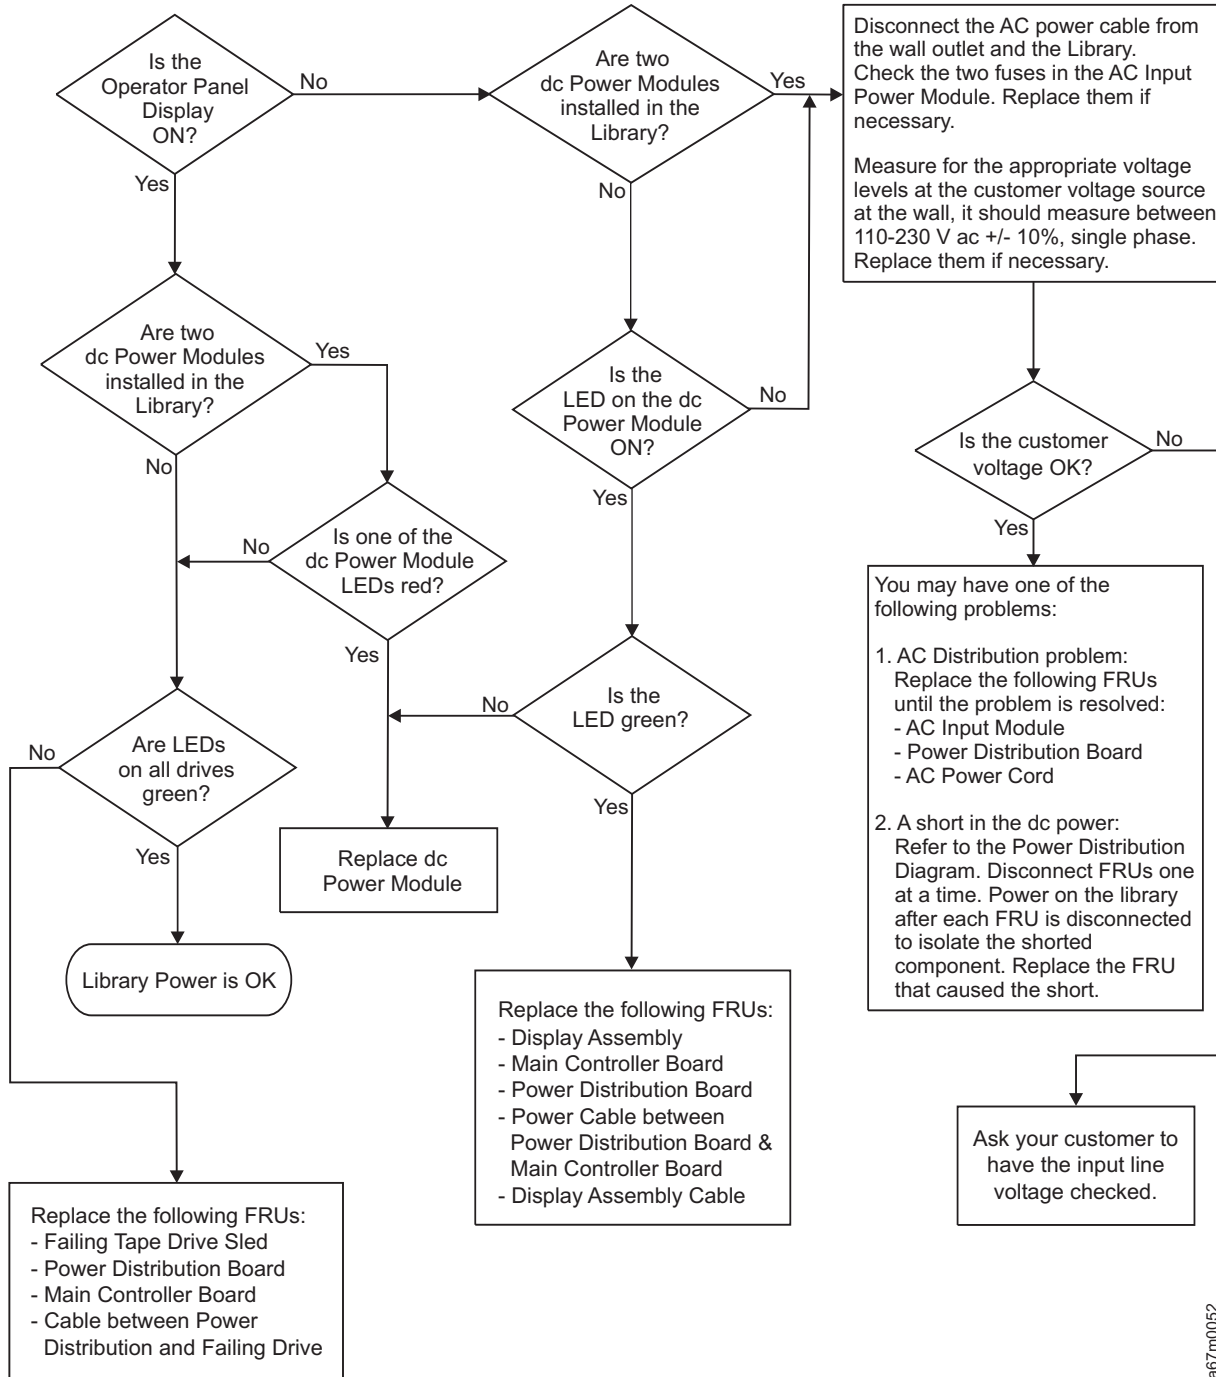 Is the
Operator Panel
Display
ON?
No
Yes
Are two
dc Power Modules
installed in the
Library?
Yes
No
Disconnect the AC power cable from
the wall outlet and the Library.
Check the two fuses in the AC Input
Power Module. Replace them if
necessary.
Measure for the appropriate voltage
levels at the customer voltage source
at the wall, it should measure between
110-230 V ac +/- 10%, single phase.
Replace them if necessary.
Are two
dc Power Modules
installed in the
Library?
Yes
No
Is the
LED on the dc
Power Module
ON?
No
Yes
Is the customer
voltage OK?
No
Yes
Is one of the
dc Power Module
LEDs red?
No
Yes
You may have one of the
following problems:
1. AC Distribution problem:
Replace the following FRUs
until the problem is resolved:
- AC Input Module
- Power Distribution Board
- AC Power Cord
2. A short in the dc power:
Refer to the Power Distribution
Diagram. Disconnect FRUs one
at a time. Power on the library
after each FRU is disconnected
to isolate the shorted
component. Replace the FRU
that caused the short.
Is the
LED green?
No
Yes
Are LEDs
on all drives
green?
No
Yes
Replace dc
Power Module
Library Power is OK
Replace the following FRUs:
- Display Assembly
- Main Controller Board
- Power Distribution Board
- Power Cable between
Power Distribution Board &
Main Controller Board
- Display Assembly Cable
Ask your customer to
have the input line
voltage checked.
Replace the following FRUs:
- Failing Tape Drive Sled
- Power Distribution Board
- Main Controller Board
- Cable between Power
Distribution and Failing Drive
a67m0052